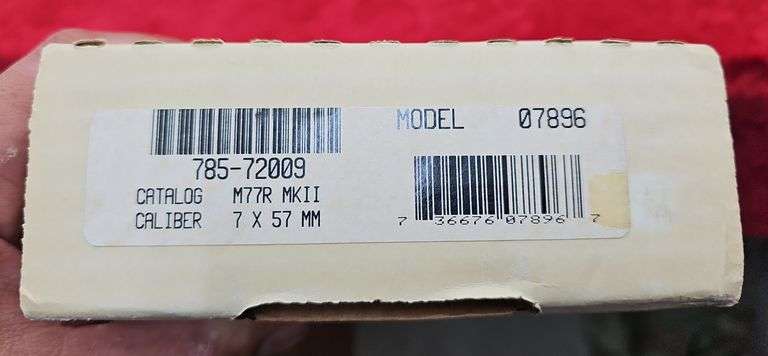 MODEL 07896
785-72009
CATALOG M77R MKII
CALIBER 7 X 57 MM
7 36676 07896 7